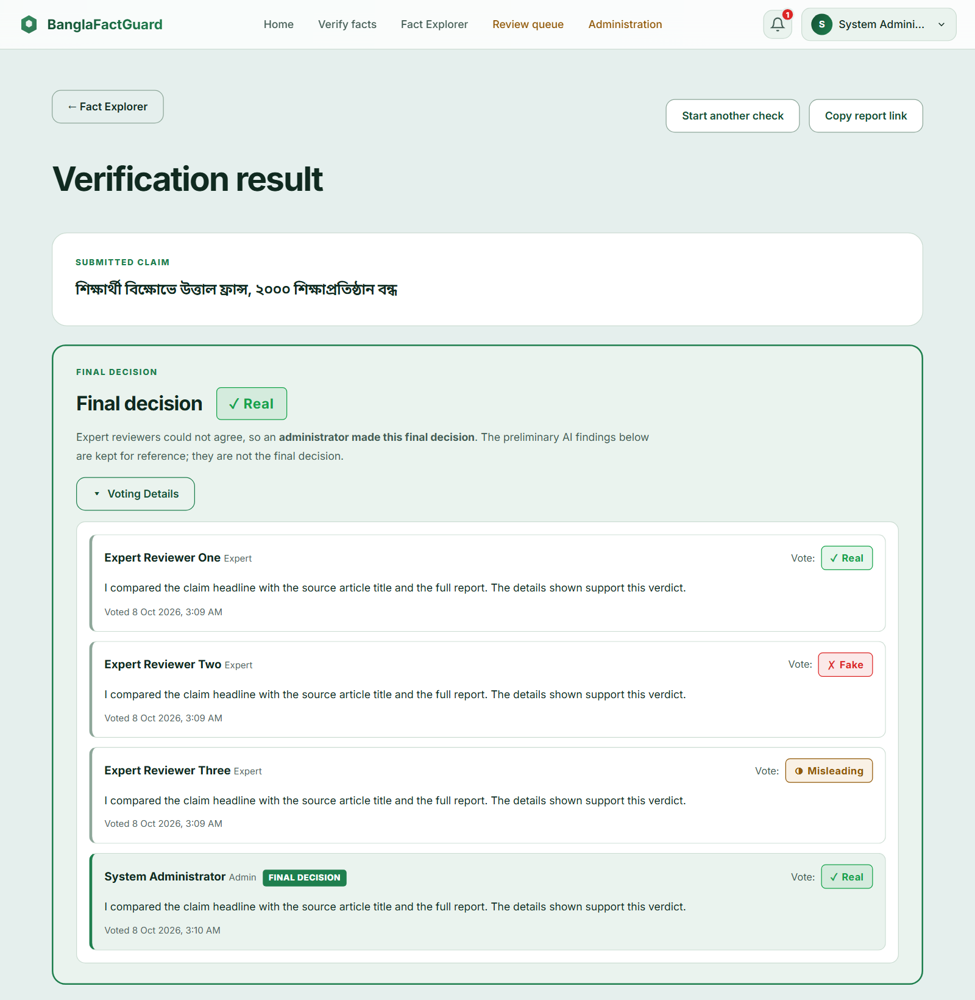 BanglaFactGuard
Home Verify facts Fact Explorer Review queue Administration
1
S System Admini...
← Fact Explorer
Start another check Copy report link
Verification result
SUBMITTED CLAIM
শিক্ষার্থী বিক্ষোভে উত্তাল ফ্রান্স, ২০০০ শিক্ষাপ্রতিষ্ঠান বন্ধ
FINAL DECISION
Final decision ✓ Real
Expert reviewers could not agree, so an administrator made this final decision. The preliminary AI findings below
are kept for reference; they are not the final decision.
▾ Voting Details
Expert Reviewer One Expert Vote: ✓ Real
I compared the claim headline with the source article title and the full report. The details shown support this verdict.
Voted 8 Oct 2026, 3:09 AM
Expert Reviewer Two Expert Vote: ✗ Fake
I compared the claim headline with the source article title and the full report. The details shown support this verdict.
Voted 8 Oct 2026, 3:09 AM
Expert Reviewer Three Expert Vote: ◑ Misleading
I compared the claim headline with the source article title and the full report. The details shown support this verdict.
Voted 8 Oct 2026, 3:09 AM
System Administrator Admin FINAL DECISION Vote: ✓ Real
I compared the claim headline with the source article title and the full report. The details shown support this verdict.
Voted 8 Oct 2026, 3:10 AM